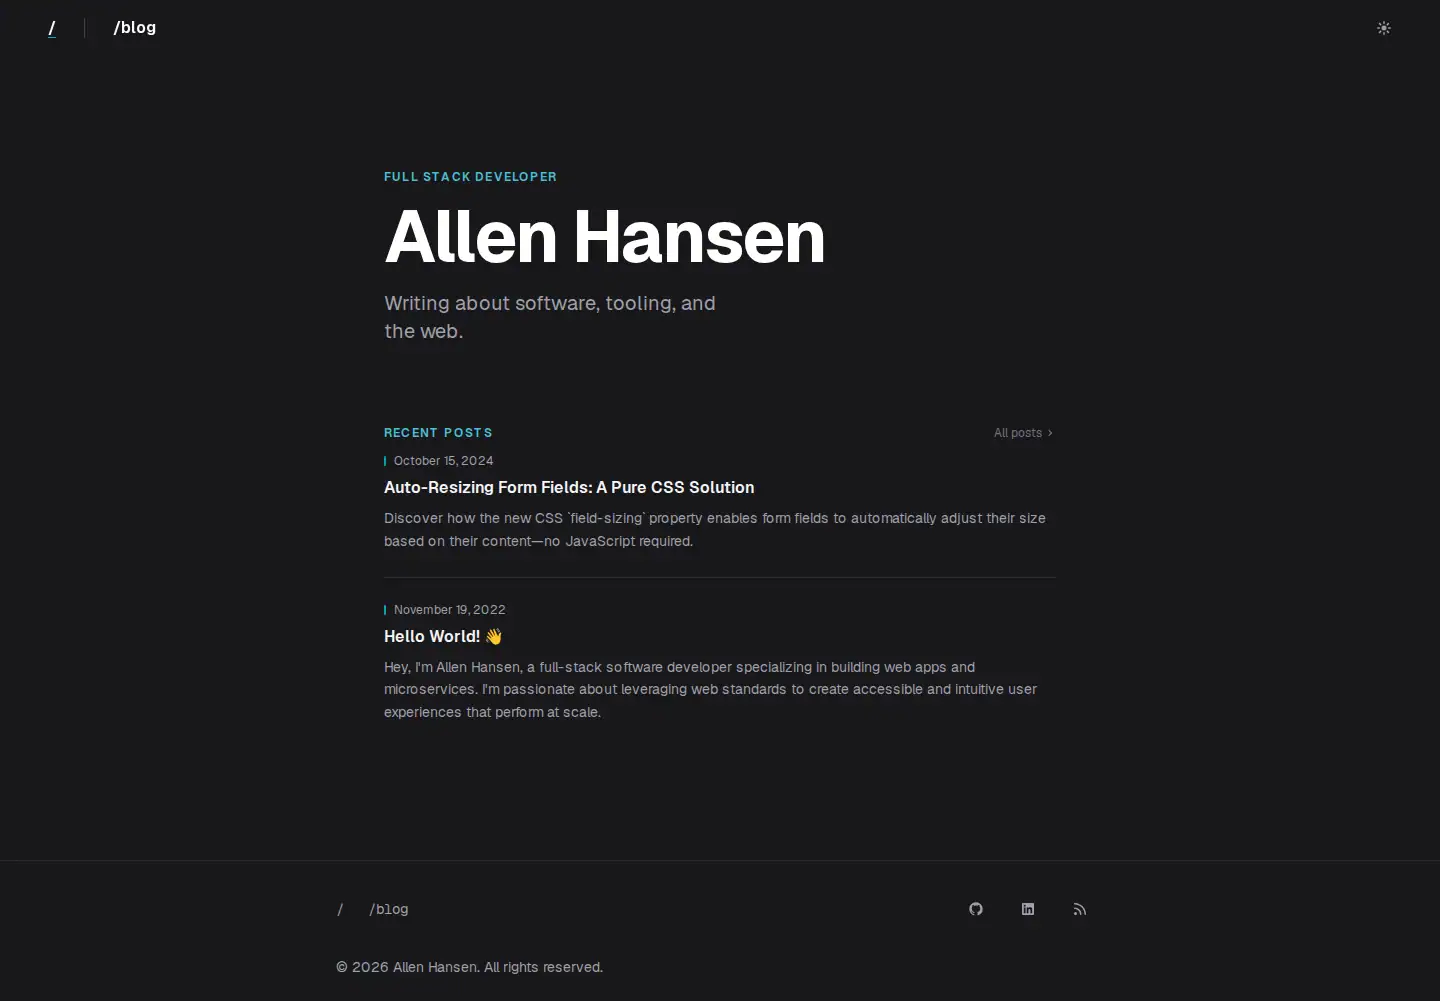 /
/blog
FULL STACK DEVELOPER
Allen Hansen
Writing about software, tooling, and
the web.
RECENT POSTS
All posts ›
October 15, 2024
Auto-Resizing Form Fields: A Pure CSS Solution
Discover how the new CSS `field-sizing` property enables form fields to automatically adjust their size
based on their content—no JavaScript required.
November 19, 2022
Hello World! 👋
Hey, I'm Allen Hansen, a full-stack software developer specializing in building web apps and
microservices. I'm passionate about leveraging web standards to create accessible and intuitive user
experiences that perform at scale.
/
/blog
© 2026 Allen Hansen. All rights reserved.